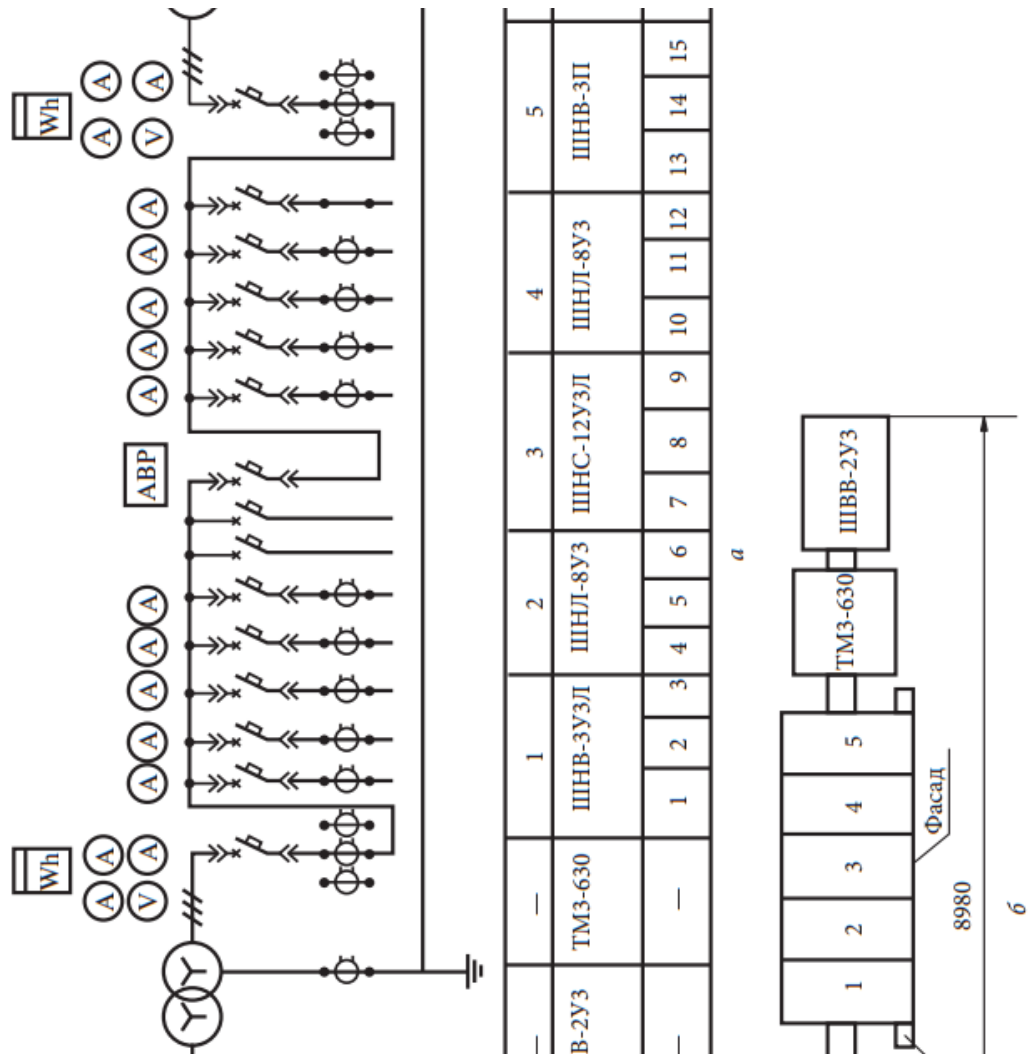 Wh Wh
A A A A
V A A A A A A АВР A A A A A V A
— — 1 2 3 4 5
В-2У3 ТМЗ-630 ШНВ-3У3Л ШНЛ-8У3 ШНС-12У3Л ШНЛ-8У3 ШНВ-3П
— — 1 2 3 4 5 6 7 8 9 10 11 12 13 14 15
а
1 2 3 4 5 ТМЗ-630 ШВВ-2У3
Фасад
8980
б